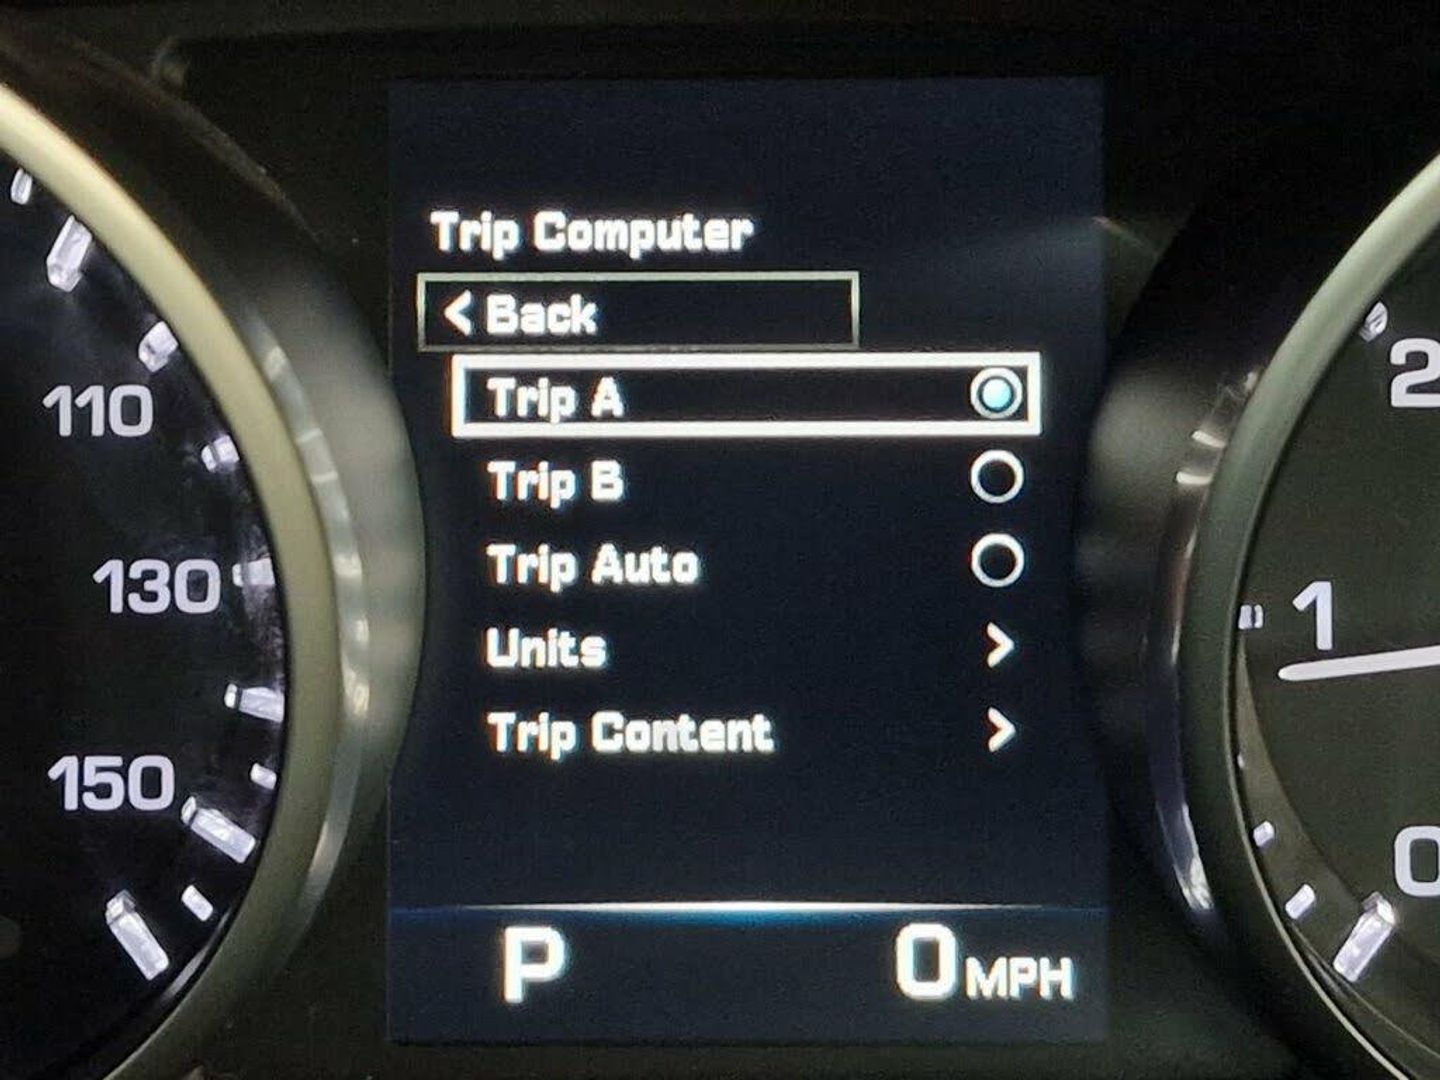 Trip Computer
< Back
Trip A
Trip B
Trip Auto
Units >
Trip Content >
P 0 MPH
110
130
150
2
1
0